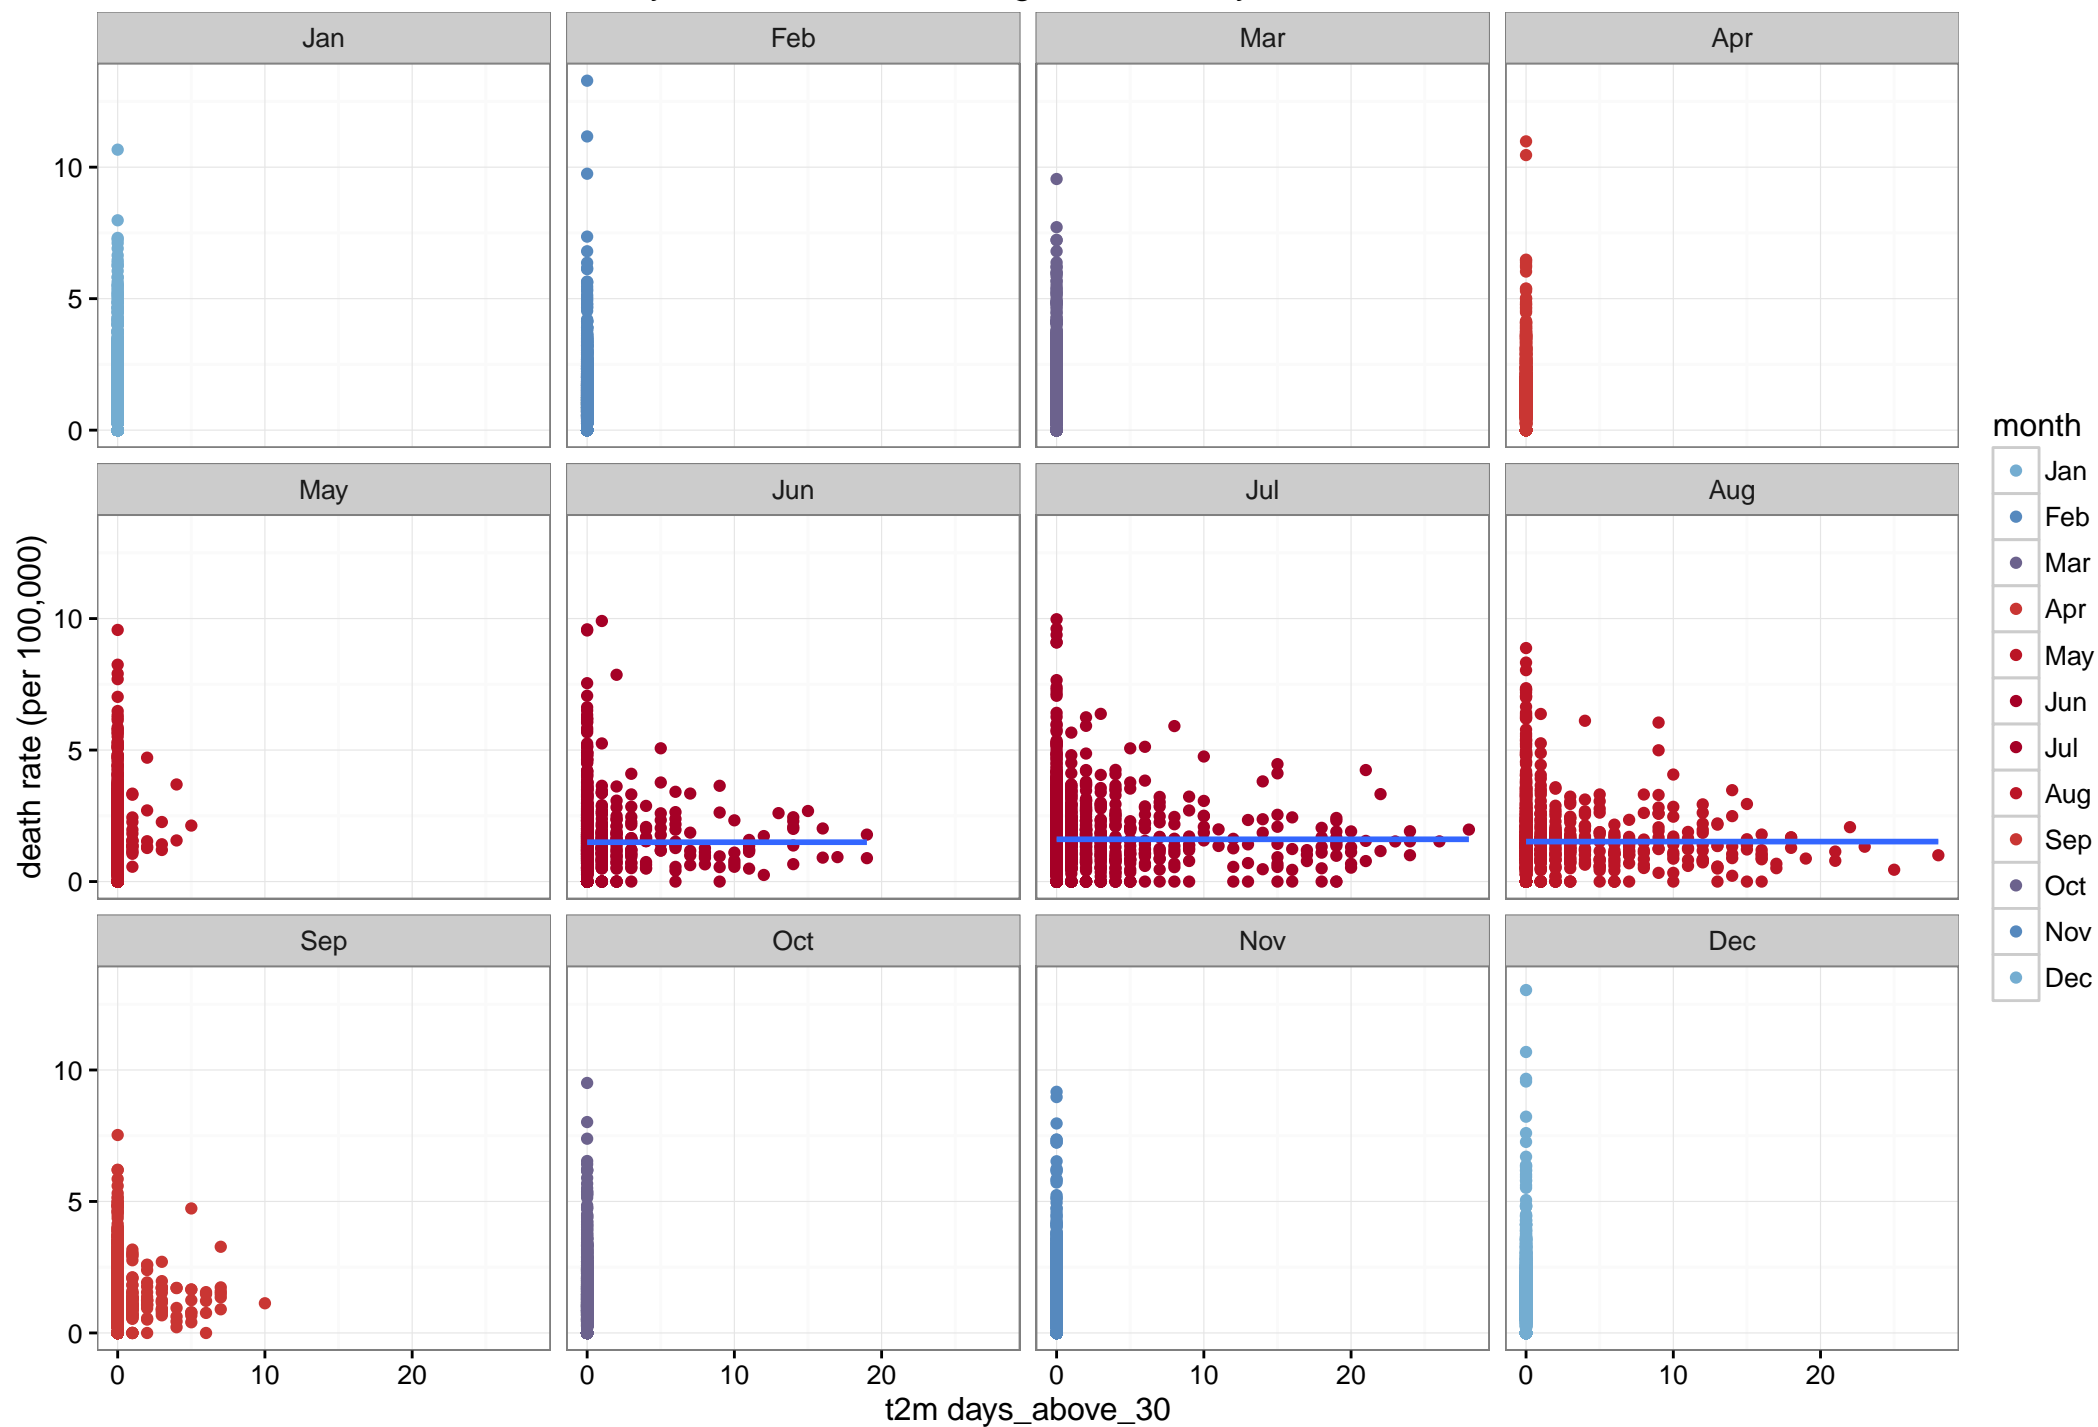 Jan Feb Mar Apr
10
5
0
May Jun Jul Aug
10
5
0
Sep Oct Nov Dec
10
5
0
0 10 20 0 10 20 0 10 20 0 10 20
t2m days_above_30
death rate (per 100,000)
month
Jan
Feb
Mar
Apr
May
Jun
Jul
Aug
Sep
Oct
Nov
Dec